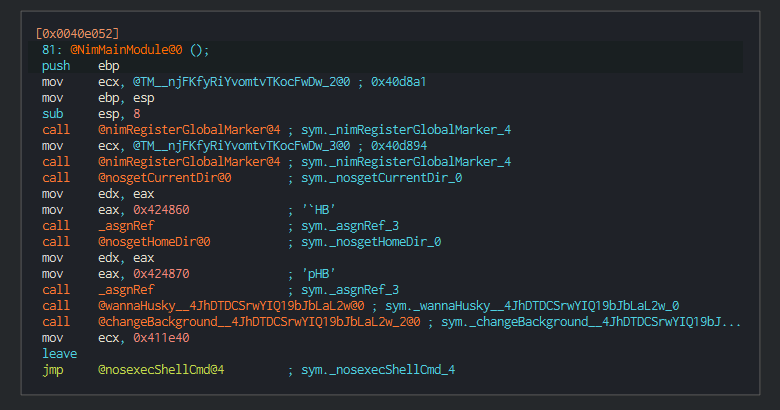 [0x0040e052]
81: @NimMainModule@0 ();
push ebp
mov ecx, @TM__njFKfyRiYvomtvTKocFwDw_2@0 ; 0x40d8a1
mov ebp, esp
sub esp, 8
call @nimRegisterGlobalMarker@4 ; sym._nimRegisterGlobalMarker_4
mov ecx, @TM__njFKfyRiYvomtvTKocFwDw_3@0 ; 0x40d894
call @nimRegisterGlobalMarker@4 ; sym._nimRegisterGlobalMarker_4
call @nosgetCurrentDir@0 ; sym._nosgetCurrentDir_0
mov edx, eax
mov eax, 0x424860 ; '`HB'
call _asgnRef ; sym._asgnRef_3
call @nosgetHomeDir@0 ; sym._nosgetHomeDir_0
mov edx, eax
mov eax, 0x424870 ; 'pHB'
call _asgnRef ; sym._asgnRef_3
call @wannaHusky__4JhDTDCSrwYIQ19bJbLaL2w@0 ; sym._wannaHusky__4JhDTDCSrwYIQ19bJbLaL2w_0
call @changeBackground__4JhDTDCSrwYIQ19bJbLaL2w_2@0 ; sym._changeBackground__4JhDTDCSrwYIQ19bJ...
mov ecx, 0x411e40
leave
jmp @nosexecShellCmd@4 ; sym._nosexecShellCmd_4